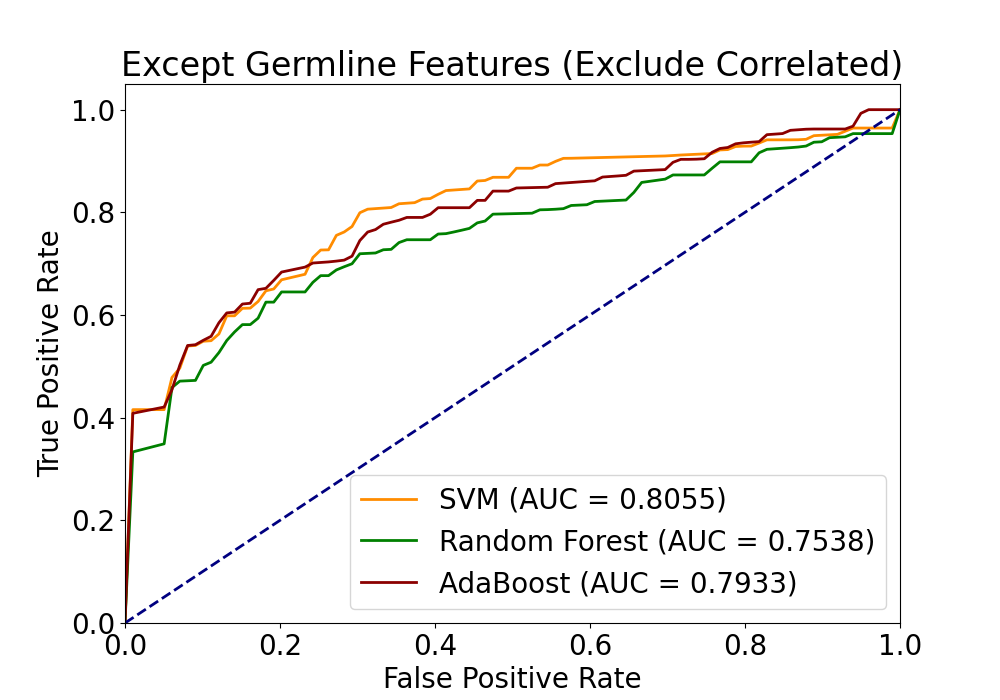 Except Germline Features (Exclude Correlated)
True Positive Rate
1.0
0.8
0.6
0.4
0.2
0.0
SVM (AUC = 0.8055)
Random Forest (AUC = 0.7538)
AdaBoost (AUC = 0.7933)
0.0 0.2 0.4 0.6 0.8 1.0
False Positive Rate